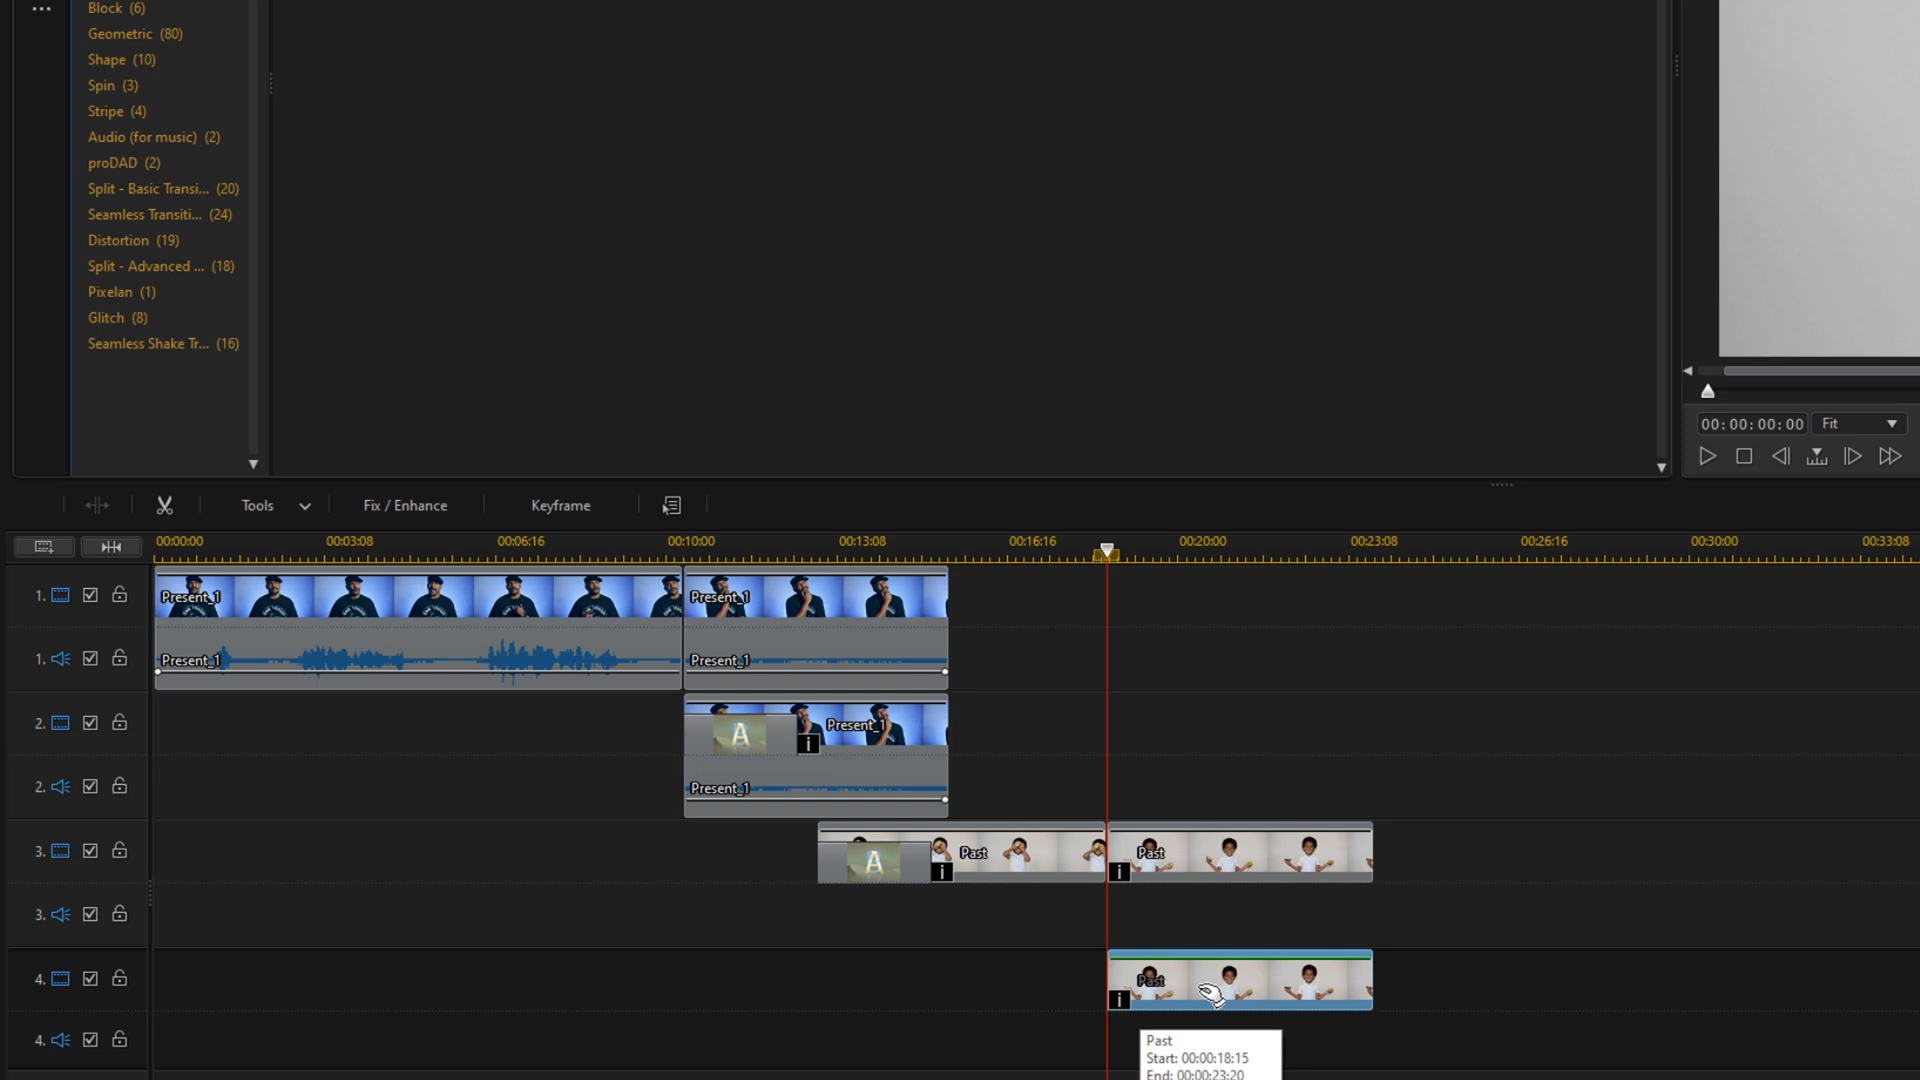 Block (6)
Geometric (80)
Shape (10)
Spin (3)
Stripe (4)
Audio (for music) (2)
proDAD (2)
Split - Basic Transi... (20)
Seamless Transiti... (24)
Distortion (19)
Split - Advanced ... (18)
Pixelan (1)
Glitch (8)
Seamless Shake Tr... (16)
00:00:00:00 Fit
Tools Fix / Enhance Keyframe
00:00:00 00:03:08 00:06:16 00:10:00 00:13:08 00:16:16 00:20:00 00:23:08 00:26:16 00:30:00 00:33:08
1. Present_1 Present_1
1. Present_1 Present_1
2. A i Present_1
2. Present_1
3. A i Past i Past
3.
4. i Past
4.
Past
Start: 00:00:18:15
End: 00:00:23:20